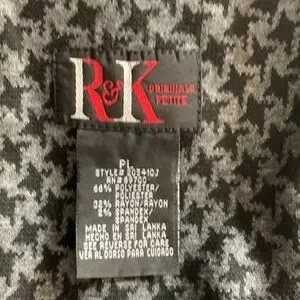 R&K
ORIGINALS
PETITE
PL
66% POLYESTER/
POLIESTER
32% RAYON/RAYON
2% SPANDEX/
SPANDEX
MADE IN SRI LANKA
HECHO EN SRI LANKA
SEE REVERSE FOR CARE
VER AL DORSO PARA CUIDADO